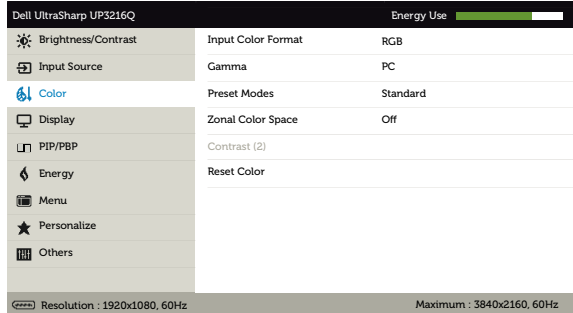 Dell UltraSharp UP3216Q Energy Use
Brightness/Contrast
Input Source
Color
Display
PIP/PBP
Energy
Menu
Personalize
Others
Input Color Format RGB
Gamma PC
Preset Modes Standard
Zonal Color Space Off
Contrast (2)
Reset Color
Resolution : 1920x1080, 60Hz Maximum : 3840x2160, 60Hz